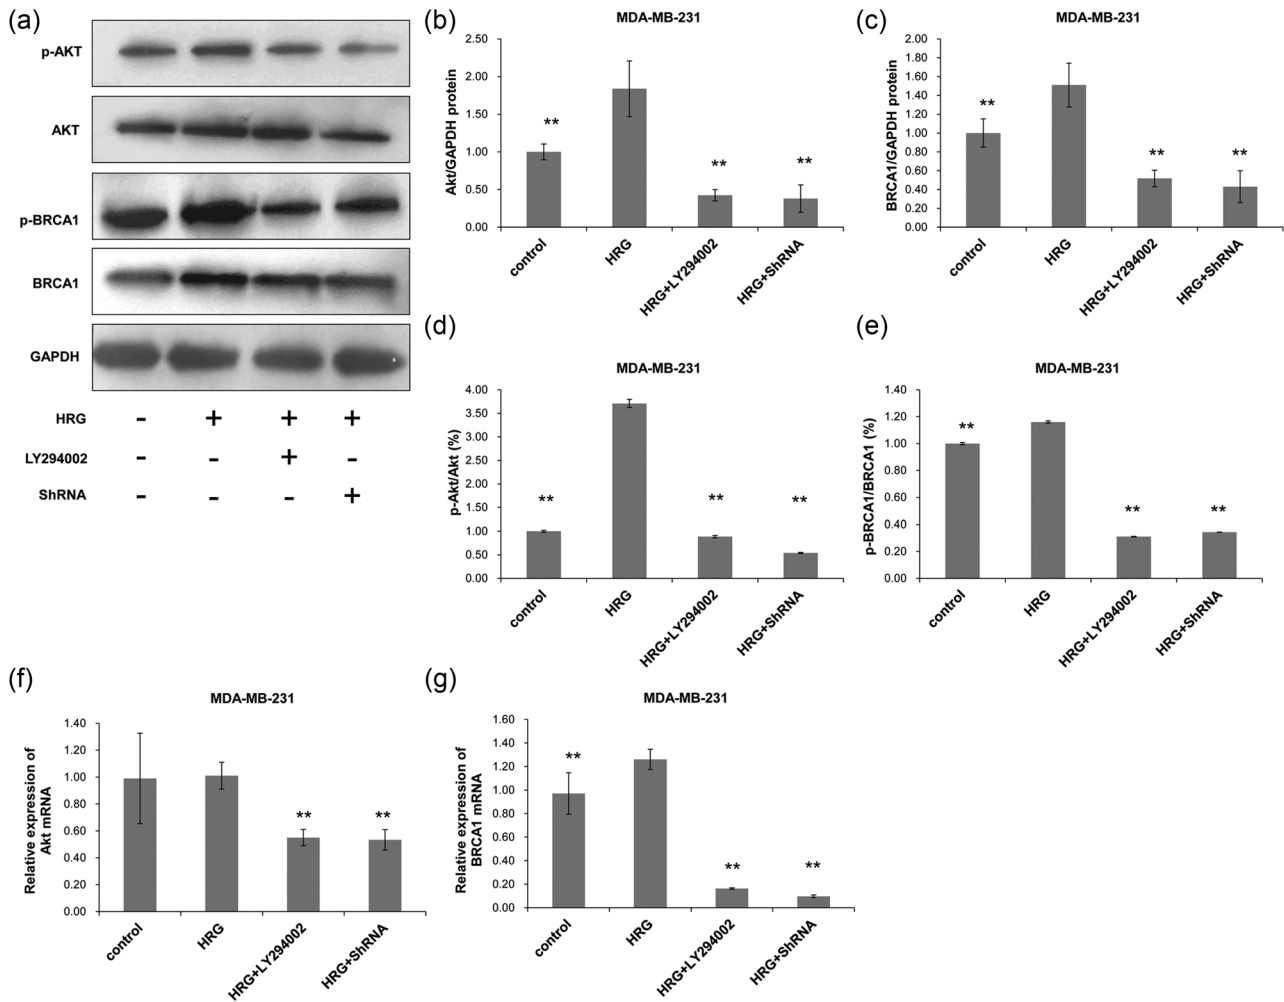 (a)
p-AKT
AKT
p-BRCA1
BRCA1
GAPDH
HRG - + + +
LY294002 - - + -
ShRNA - - - +
(b)
MDA-MB-231
Akt/GAPDH protein
2.50
2.00
1.50
1.00
0.50
0.00
**
**
**
control
HRG
HRG+LY294002
HRG+ShRNA
(c)
MDA-MB-231
BRCA1/GAPDH protein
2.00
1.80
1.60
1.40
1.20
1.00
0.80
0.60
0.40
0.20
0.00
**
**
**
control
HRG
HRG+LY294002
HRG+ShRNA
(d)
MDA-MB-231
p-Akt/Akt (%)
4.00
3.50
3.00
2.50
2.00
1.50
1.00
0.50
0.00
**
**
**
control
HRG
HRG+LY294002
HRG+ShRNA
(e)
MDA-MB-231
p-BRCA1/BRCA1 (%)
1.40
1.20
1.00
0.80
0.60
0.40
0.20
0.00
**
**
**
control
HRG
HRG+LY294002
HRG+ShRNA
(f)
MDA-MB-231
Relative expression of
Akt mRNA
1.40
1.20
1.00
0.80
0.60
0.40
0.20
0.00
**
**
control
HRG
HRG+LY294002
HRG+ShRNA
(g)
MDA-MB-231
Relative expression of
BRCA1 mRNA
1.60
1.40
1.20
1.00
0.80
0.60
0.40
0.20
0.00
**
**
**
control
HRG
HRG+LY294002
HRG+ShRNA